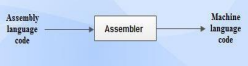 Assembly
language
code
Assembler
Machine
language
code